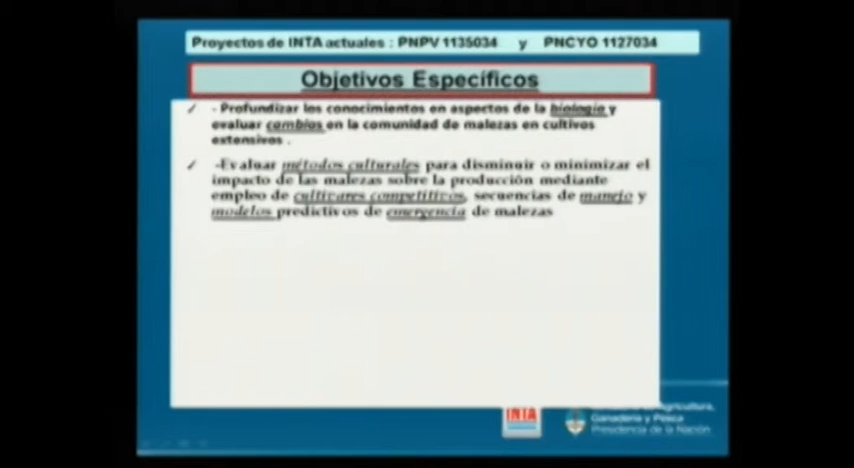 Proyectos de INTA actuales : PNPV 1135034 y PNCYO 1127034
Objetivos Específicos
✓ - Profundizar los conocimientos en aspectos de la biologia y
evaluar cambios en la comunidad de malezas en cultivos
extensivos .
✓ -Evaluar métodos culturales para disminuir o minimizar el
impacto de las malezas sobre la producción mediante
empleo de cultivares competitivos, secuencias de manejo y
modelos predictivos de emergencia de malezas
INTA
Agricultura,
Ganadería y Pesca
Presidencia de la Nación